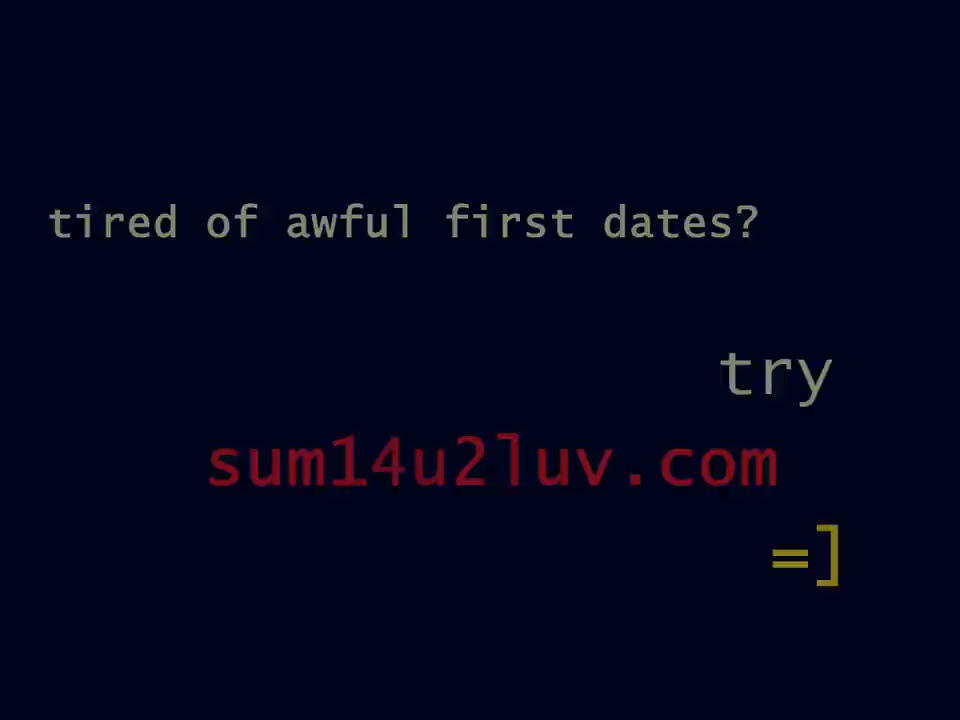 tired of awful first dates?
try
sum14u2luv.com
=]